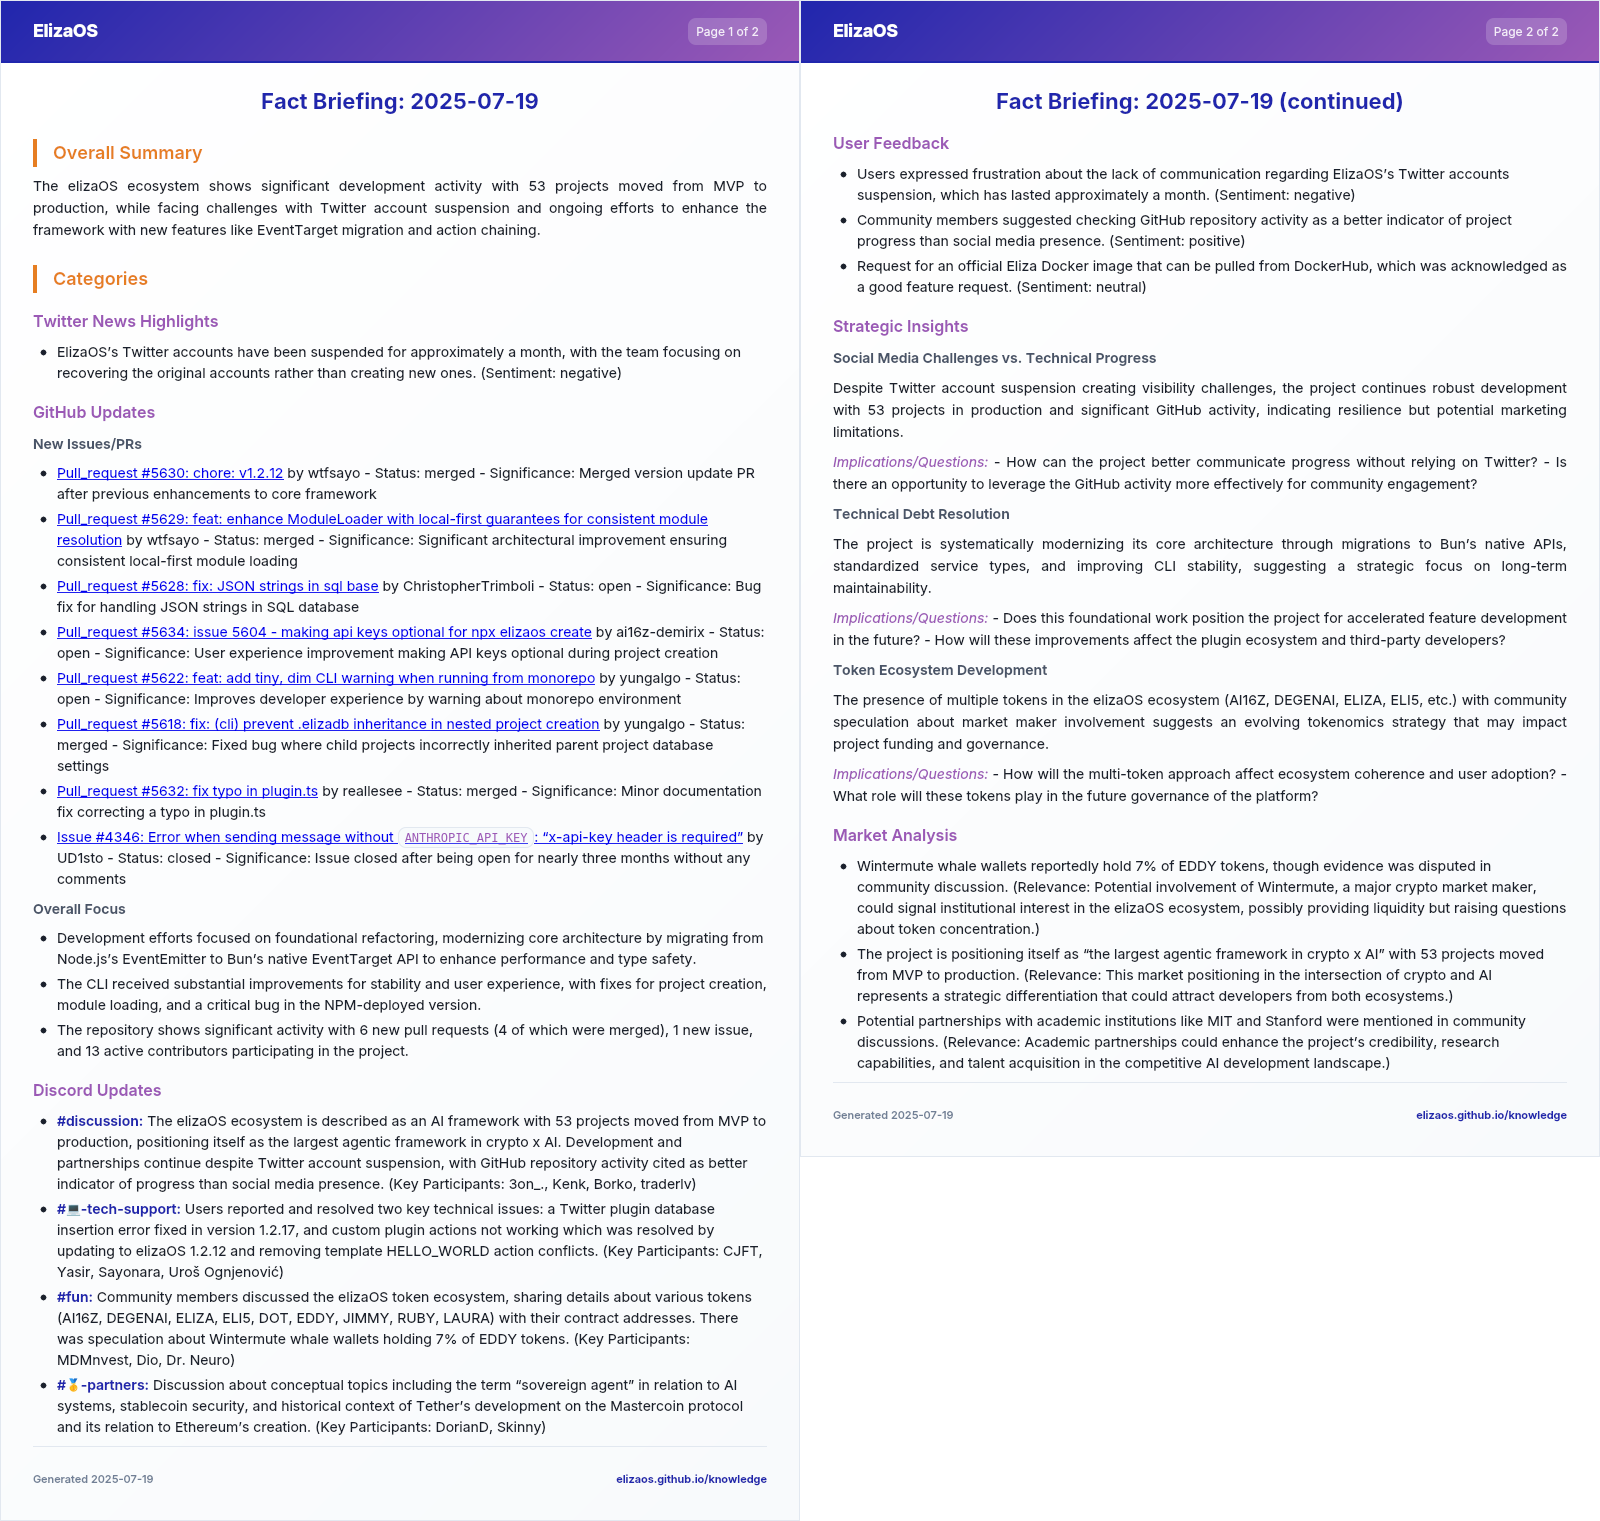 ElizaOS
Page 1 of 2
Fact Briefing: 2025-07-19
Overall Summary
The elizaOS ecosystem shows significant development activity with 53 projects moved from MVP to
production, while facing challenges with Twitter account suspension and ongoing efforts to enhance the
framework with new features like EventTarget migration and action chaining.
Categories
Twitter News Highlights
• ElizaOS’s Twitter accounts have been suspended for approximately a month, with the team focusing on
recovering the original accounts rather than creating new ones. (Sentiment: negative)
GitHub Updates
New Issues/PRs
• Pull_request #5630: chore: v1.2.12 by wtfsayo - Status: merged - Significance: Merged version update PR
after previous enhancements to core framework
• Pull_request #5629: feat: enhance ModuleLoader with local-first guarantees for consistent module
resolution by wtfsayo - Status: merged - Significance: Significant architectural improvement ensuring
consistent local-first module loading
• Pull_request #5628: fix: JSON strings in sql base by ChristopherTrimboli - Status: open - Significance: Bug
fix for handling JSON strings in SQL database
• Pull_request #5634: issue 5604 - making api keys optional for npx elizaos create by ai16z-demirix - Status:
open - Significance: User experience improvement making API keys optional during project creation
• Pull_request #5622: feat: add tiny, dim CLI warning when running from monorepo by yungalgo - Status:
open - Significance: Improves developer experience by warning about monorepo environment
• Pull_request #5618: fix: (cli) prevent .elizadb inheritance in nested project creation by yungalgo - Status:
merged - Significance: Fixed bug where child projects incorrectly inherited parent project database
settings
• Pull_request #5632: fix typo in plugin.ts by reallesee - Status: merged - Significance: Minor documentation
fix correcting a typo in plugin.ts
• Issue #4346: Error when sending message without ANTHROPIC_API_KEY: “x-api-key header is required” by
UD1sto - Status: closed - Significance: Issue closed after being open for nearly three months without any
comments
Overall Focus
• Development efforts focused on foundational refactoring, modernizing core architecture by migrating from
Node.js’s EventEmitter to Bun’s native EventTarget API to enhance performance and type safety.
• The CLI received substantial improvements for stability and user experience, with fixes for project creation,
module loading, and a critical bug in the NPM-deployed version.
• The repository shows significant activity with 6 new pull requests (4 of which were merged), 1 new issue,
and 13 active contributors participating in the project.
Discord Updates
• #discussion: The elizaOS ecosystem is described as an AI framework with 53 projects moved from MVP to
production, positioning itself as the largest agentic framework in crypto x AI. Development and
partnerships continue despite Twitter account suspension, with GitHub repository activity cited as better
indicator of progress than social media presence. (Key Participants: 3on_., Kenk, Borko, traderlv)
• #💻-tech-support: Users reported and resolved two key technical issues: a Twitter plugin database
insertion error fixed in version 1.2.17, and custom plugin actions not working which was resolved by
updating to elizaOS 1.2.12 and removing template HELLO_WORLD action conflicts. (Key Participants: CJFT,
Yasir, Sayonara, Uroš Ognjenović)
• #fun: Community members discussed the elizaOS token ecosystem, sharing details about various tokens
(AI16Z, DEGENAI, ELIZA, ELI5, DOT, EDDY, JIMMY, RUBY, LAURA) with their contract addresses. There
was speculation about Wintermute whale wallets holding 7% of EDDY tokens. (Key Participants:
MDMnvest, Dio, Dr. Neuro)
• #🥇-partners: Discussion about conceptual topics including the term “sovereign agent” in relation to AI
systems, stablecoin security, and historical context of Tether’s development on the Mastercoin protocol
and its relation to Ethereum’s creation. (Key Participants: DorianD, Skinny)
Generated 2025-07-19
elizaos.github.io/knowledge
ElizaOS
Page 2 of 2
Fact Briefing: 2025-07-19 (continued)
User Feedback
• Users expressed frustration about the lack of communication regarding ElizaOS’s Twitter accounts
suspension, which has lasted approximately a month. (Sentiment: negative)
• Community members suggested checking GitHub repository activity as a better indicator of project
progress than social media presence. (Sentiment: positive)
• Request for an official Eliza Docker image that can be pulled from DockerHub, which was acknowledged as
a good feature request. (Sentiment: neutral)
Strategic Insights
Social Media Challenges vs. Technical Progress
Despite Twitter account suspension creating visibility challenges, the project continues robust development
with 53 projects in production and significant GitHub activity, indicating resilience but potential marketing
limitations.
Implications/Questions: - How can the project better communicate progress without relying on Twitter? - Is
there an opportunity to leverage the GitHub activity more effectively for community engagement?
Technical Debt Resolution
The project is systematically modernizing its core architecture through migrations to Bun’s native APIs,
standardized service types, and improving CLI stability, suggesting a strategic focus on long-term
maintainability.
Implications/Questions: - Does this foundational work position the project for accelerated feature development
in the future? - How will these improvements affect the plugin ecosystem and third-party developers?
Token Ecosystem Development
The presence of multiple tokens in the elizaOS ecosystem (AI16Z, DEGENAI, ELIZA, ELI5, etc.) with community
speculation about market maker involvement suggests an evolving tokenomics strategy that may impact
project funding and governance.
Implications/Questions: - How will the multi-token approach affect ecosystem coherence and user adoption? -
What role will these tokens play in the future governance of the platform?
Market Analysis
• Wintermute whale wallets reportedly hold 7% of EDDY tokens, though evidence was disputed in
community discussion. (Relevance: Potential involvement of Wintermute, a major crypto market maker,
could signal institutional interest in the elizaOS ecosystem, possibly providing liquidity but raising questions
about token concentration.)
• The project is positioning itself as “the largest agentic framework in crypto x AI” with 53 projects moved
from MVP to production. (Relevance: This market positioning in the intersection of crypto and AI
represents a strategic differentiation that could attract developers from both ecosystems.)
• Potential partnerships with academic institutions like MIT and Stanford were mentioned in community
discussions. (Relevance: Academic partnerships could enhance the project’s credibility, research
capabilities, and talent acquisition in the competitive AI development landscape.)
Generated 2025-07-19
elizaos.github.io/knowledge